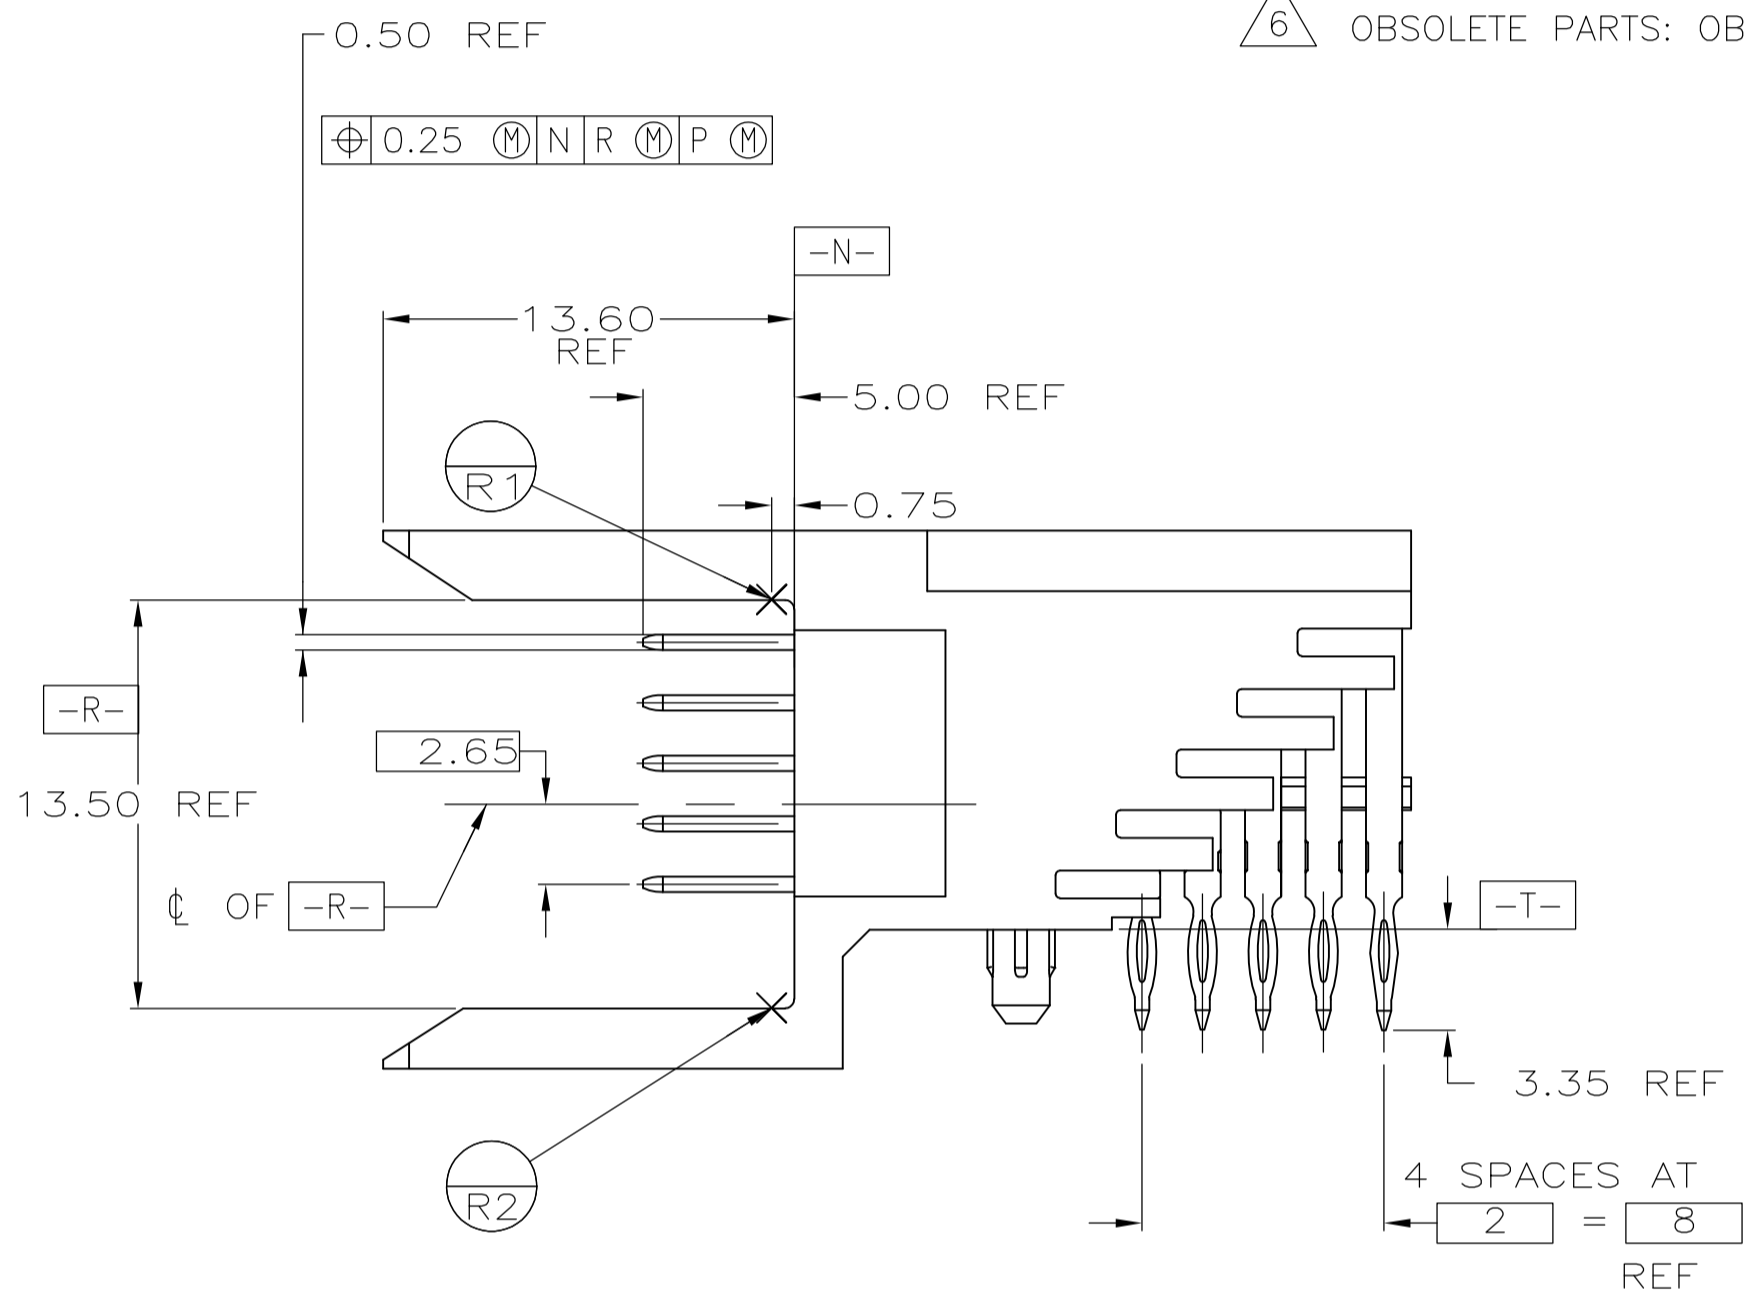 0.50 REF
6 OBSOLETE PARTS: OB
⌖ 0.25 Ⓜ N R Ⓜ P Ⓜ
-N-
13.60
REF
5.00 REF
R1
0.75
-R-
2.65
13.50 REF
℄ OF -R-
-T-
3.35 REF
R2
4 SPACES AT
2 = 8
REF